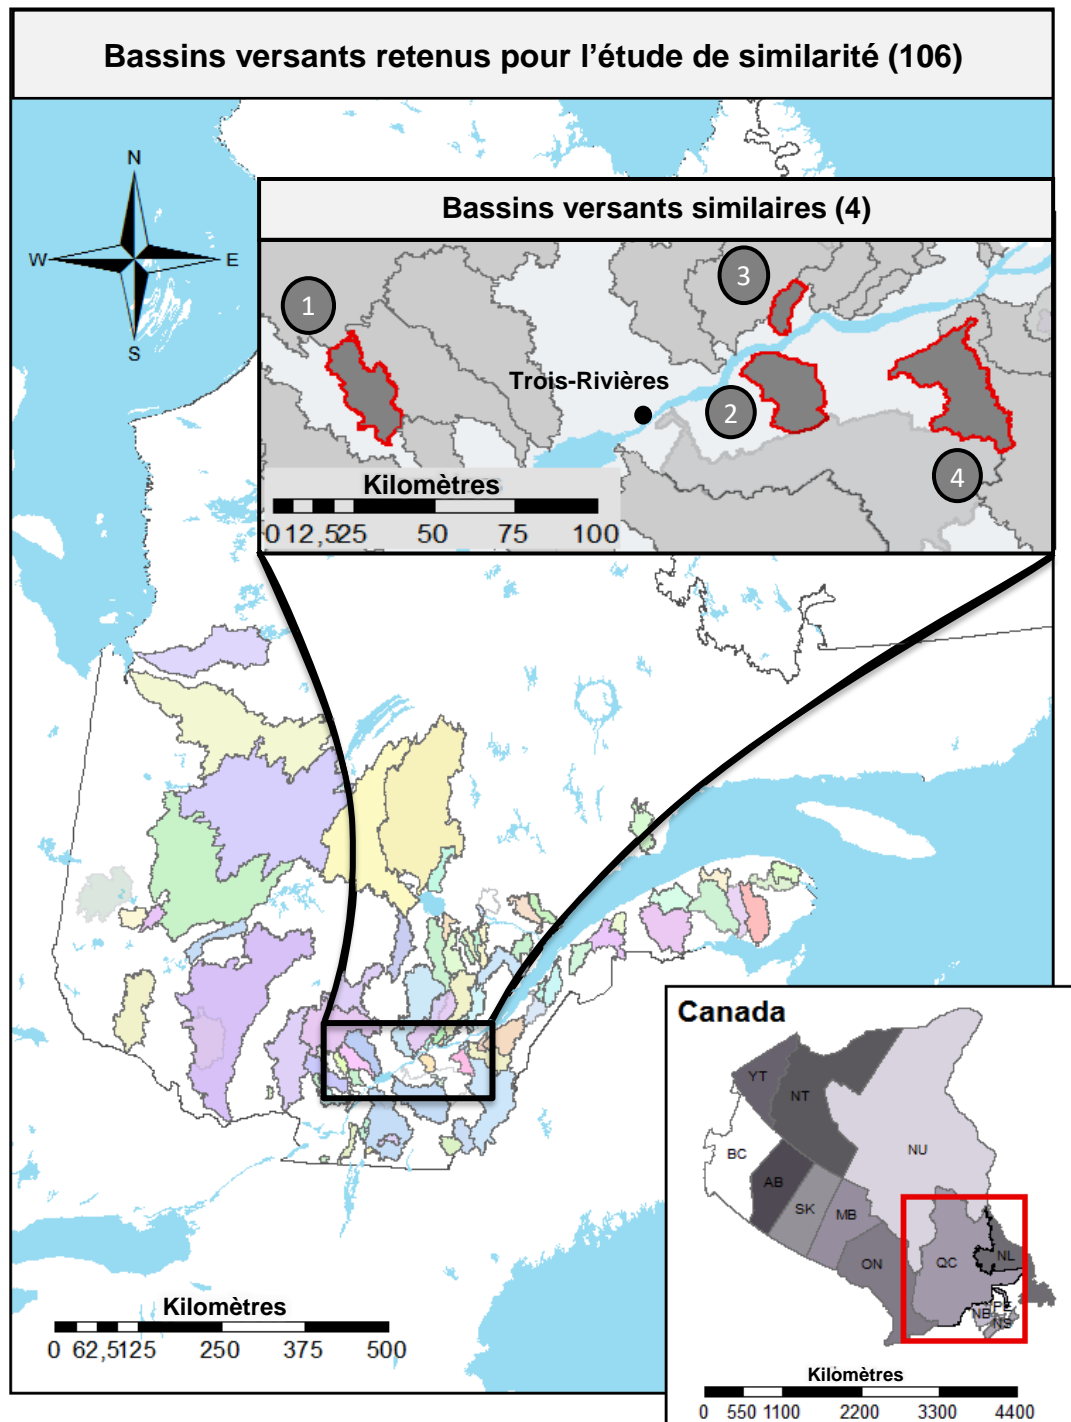 Bassins versants retenus pour l'étude de similarité (106)
N
W E
S
Bassins versants similaires (4)
1
3
Trois-Rivières
2
4
Kilomètres
0 12,525 50 75 100
Canada
YT
NT
NU
BC
AB
SK
MB
ON
QC
NL
PE
NB
NS
Kilomètres
0 62,5125 250 375 500
Kilomètres
0 550 1100 2200 3300 4400